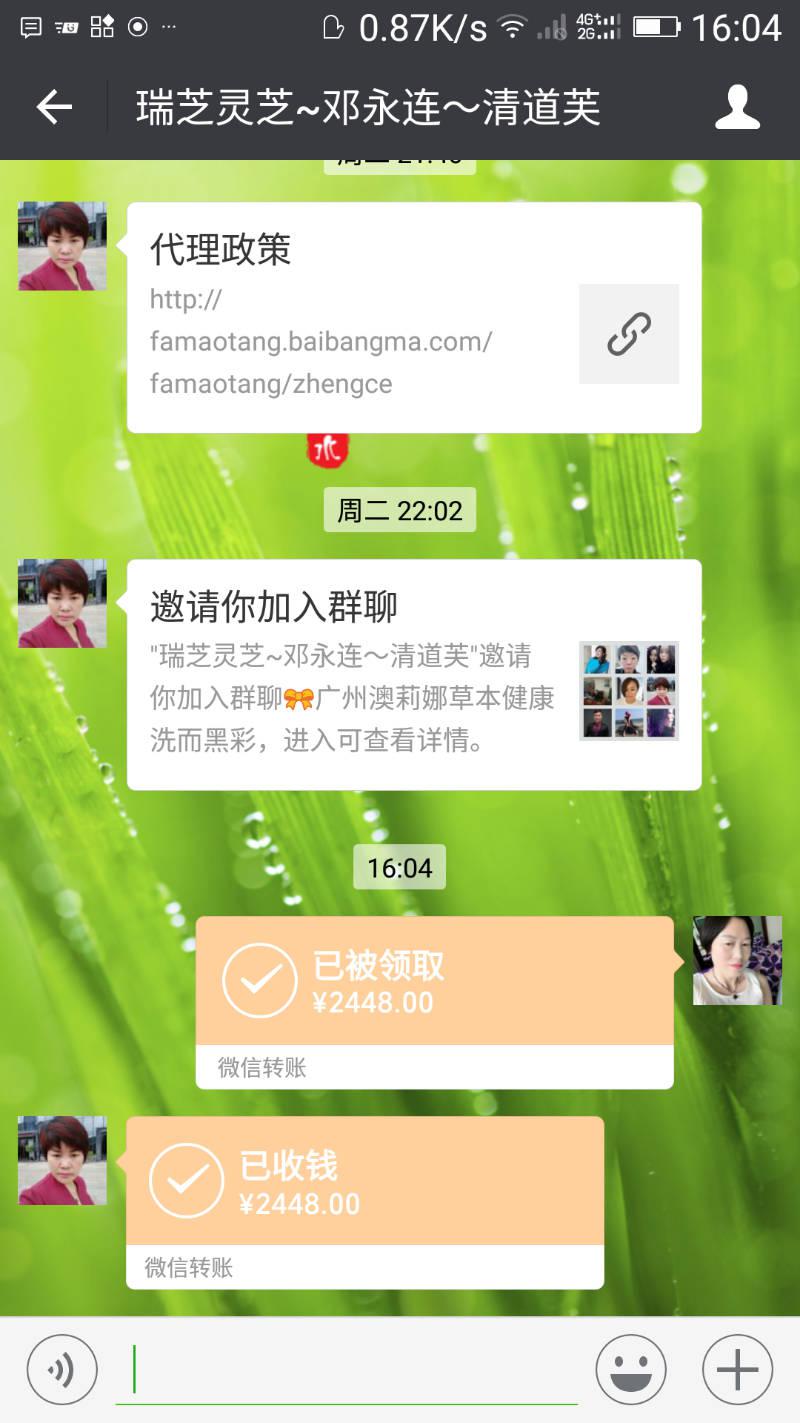 0.87K/s
4G+
2G
16:04
瑞芝灵芝~邓永连～清道芙
代理政策
http://
famaotang.baibangma.com/
famaotang/zhengce
周二 22:02
邀请你加入群聊
"瑞芝灵芝~邓永连～清道芙"邀请
你加入群聊🎀广州澳莉娜草本健康
洗而黑彩，进入可查看详情。
16:04
已被领取
¥2448.00
微信转账
已收钱
¥2448.00
微信转账